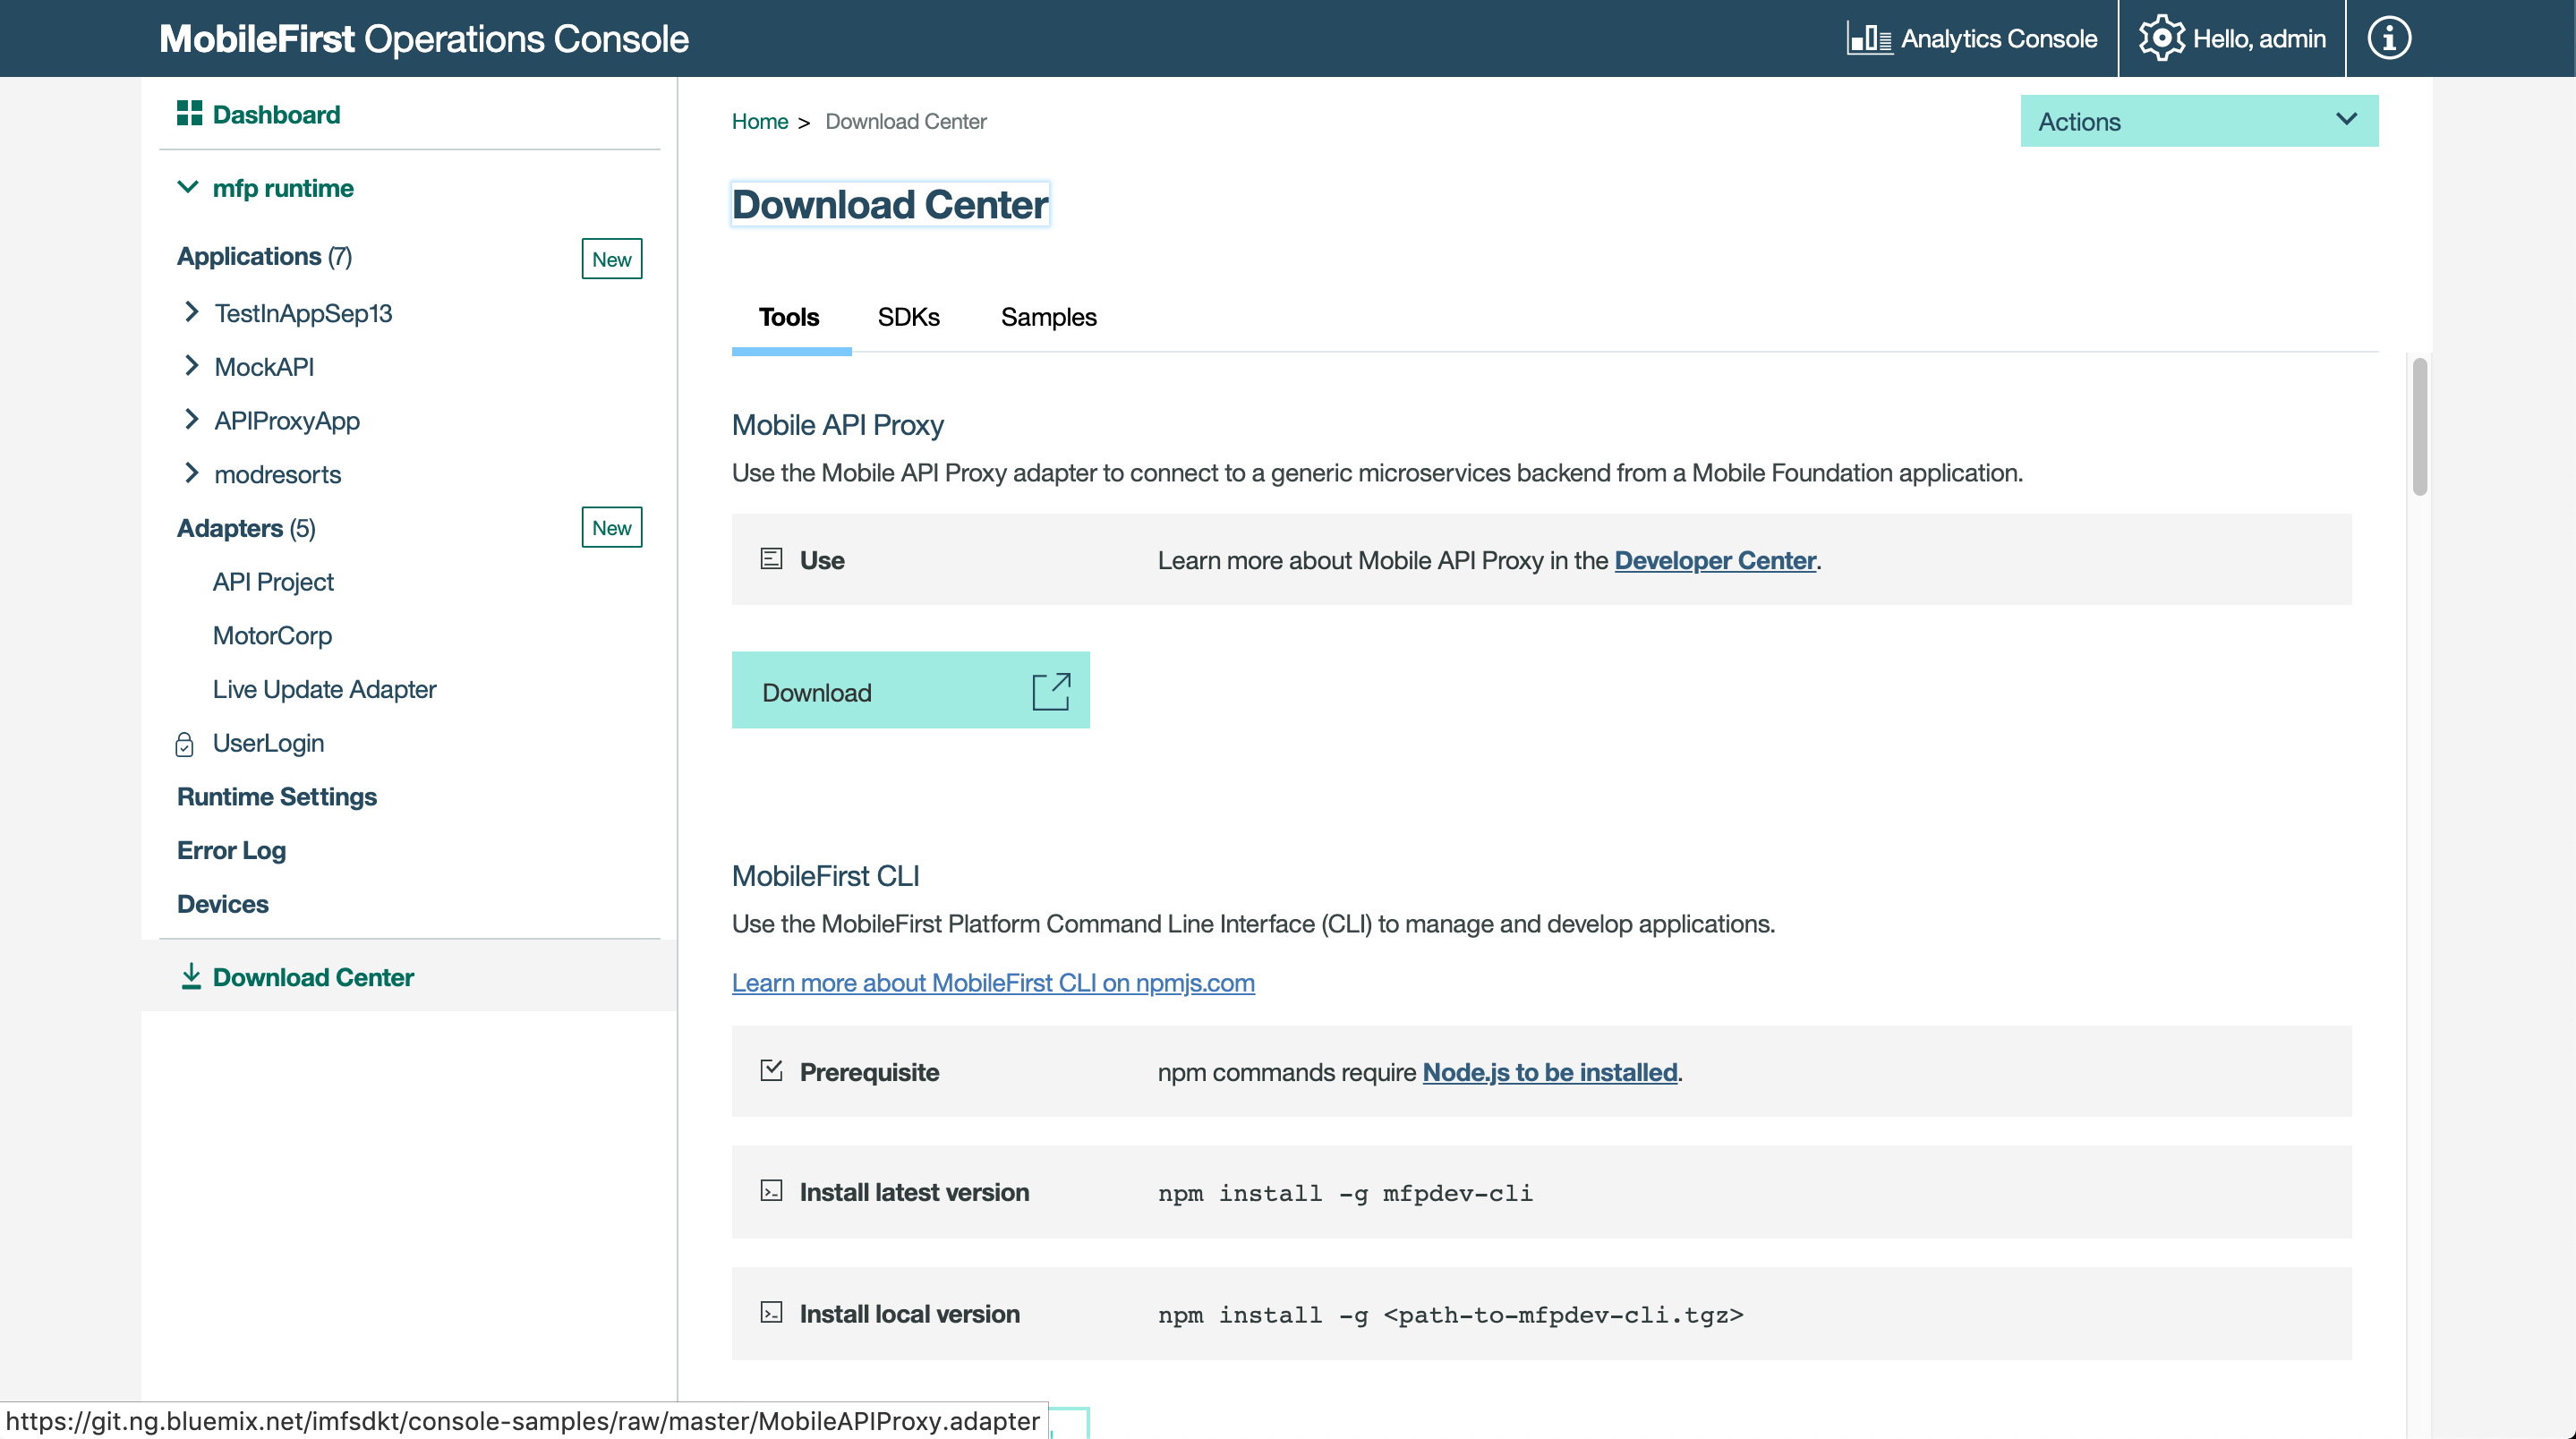 MobileFirst Operations Console
Analytics Console
Hello, admin
Dashboard
mfp runtime
Applications (7)
New
TestInAppSep13
MockAPI
APIProxyApp
modresorts
Adapters (5)
New
API Project
MotorCorp
Live Update Adapter
UserLogin
Runtime Settings
Error Log
Devices
Download Center
Home > Download Center
Actions
Download Center
Tools
SDKs
Samples
Mobile API Proxy
Use the Mobile API Proxy adapter to connect to a generic microservices backend from a Mobile Foundation application.
Use
Learn more about Mobile API Proxy in the Developer Center.
Download
MobileFirst CLI
Use the MobileFirst Platform Command Line Interface (CLI) to manage and develop applications.
Learn more about MobileFirst CLI on npmjs.com
Prerequisite
npm commands require Node.js to be installed.
Install latest version
npm install -g mfpdev-cli
Install local version
npm install -g <path-to-mfpdev-cli.tgz>
https://git.ng.bluemix.net/imfsdkt/console-samples/raw/master/MobileAPIProxy.adapter